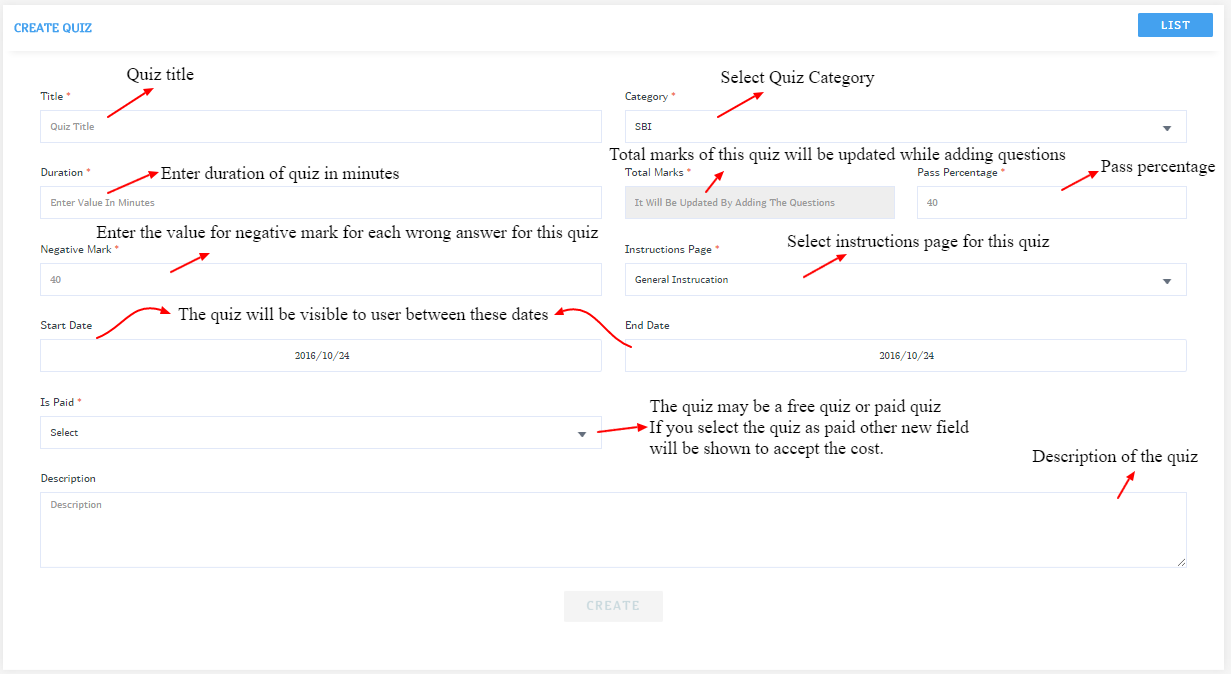 CREATE QUIZ
LIST
Quiz title
Select Quiz Category
Title *
Category *
Quiz Title
SBI
Total marks of this quiz will be updated while adding questions
Duration *
Enter duration of quiz in minutes
Total Marks *
Pass Percentage *
Pass percentage
Enter Value In Minutes
It Will Be Updated By Adding The Questions
40
Enter the value for negative mark for each wrong answer for this quiz
Select instructions page for this quiz
Negative Mark *
Instructions Page *
40
General Instrucation
The quiz will be visible to user between these dates
Start Date
End Date
2016/10/24
2016/10/24
Is Paid *
The quiz may be a free quiz or paid quiz
If you select the quiz as paid other new field
will be shown to accept the cost.
Select
Description of the quiz
Description
Description
CREATE